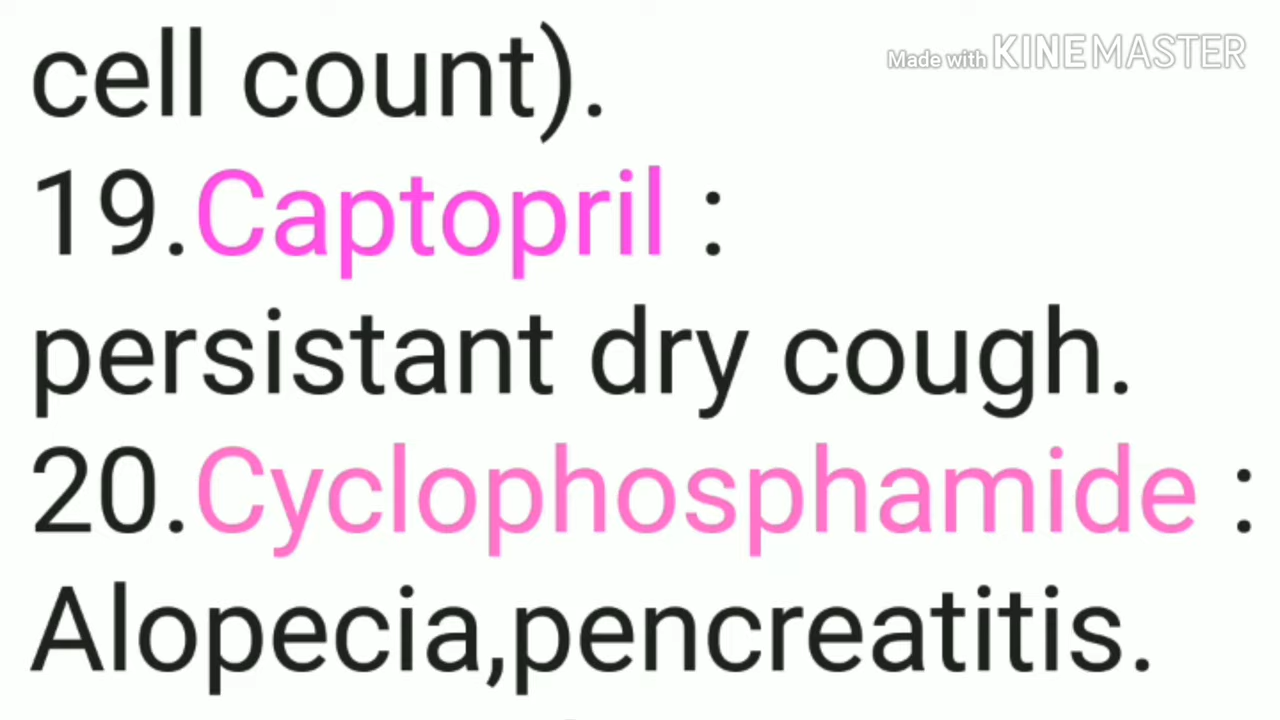 cell count).
Made with KINEMASTER
19.Captopril :
persistant dry cough.
20.Cyclophosphamide :
Alopecia,pencreatitis.